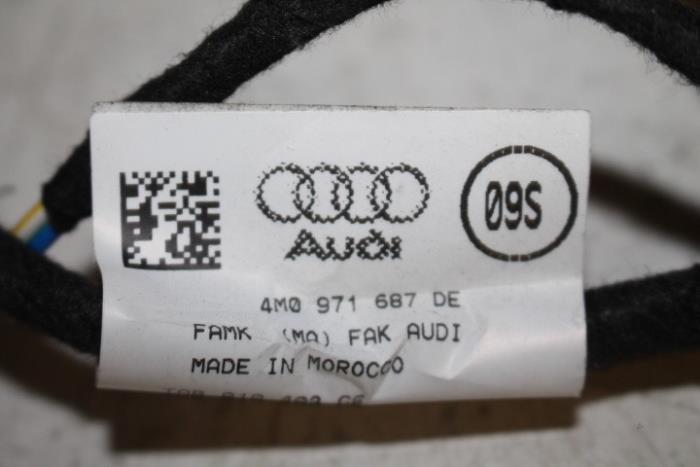 09S
Audi
4M0 971 687 DE
FAMK (MA) FAK AUDI
MADE IN MOROCCO